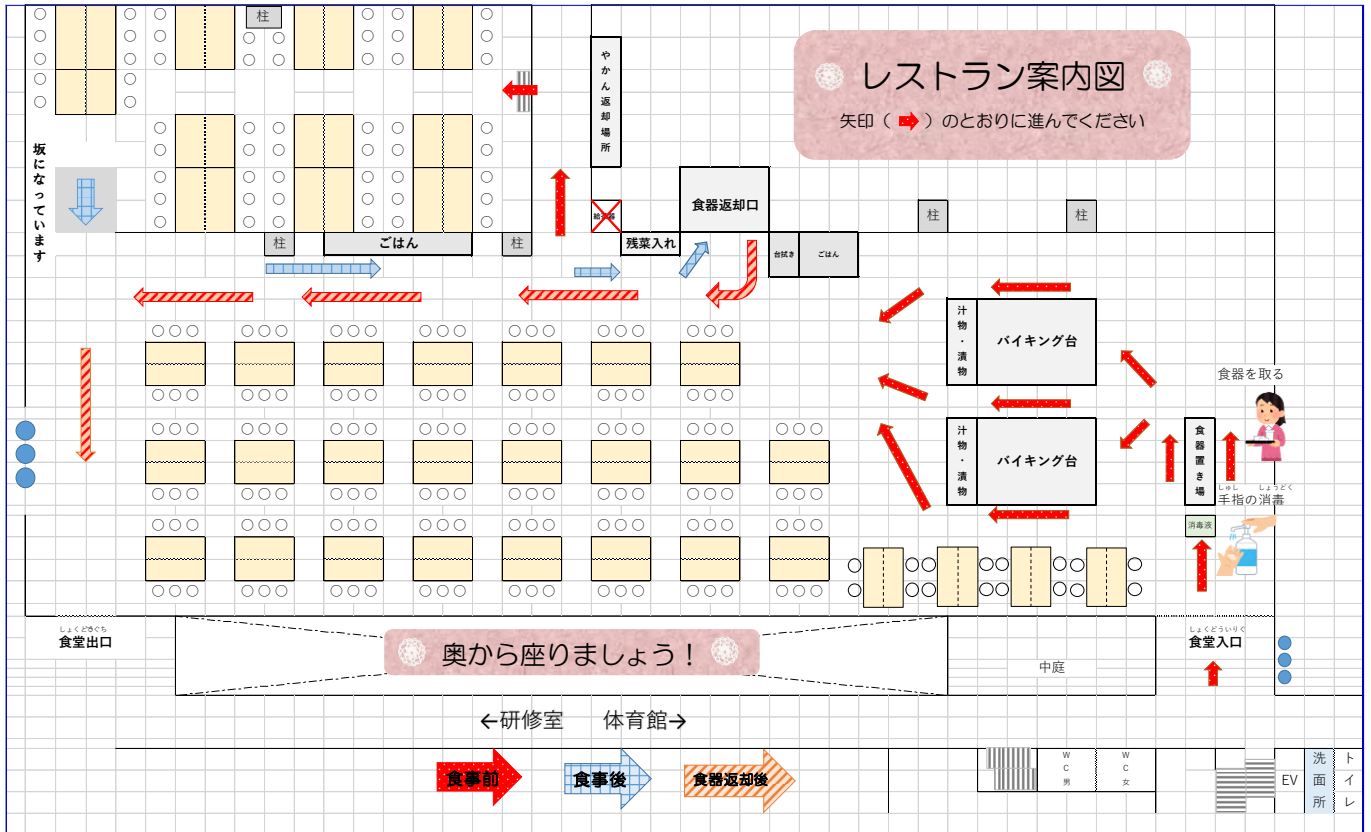 レストラン案内図
矢印（ ）のとおりに進んでください
柱
やかん返却場所
坂になっています
食器返却口
柱
柱
柱
ごはん
柱
残菜入れ
台拭き
ごはん
汁物・漬物
バイキング台
食器を取る
汁物・漬物
バイキング台
食器置き場
しゅし しょうどく
手指の消毒
消毒液
しょくどうでぐち
食堂出口
奥から座りましょう！
中庭
しょくどういりぐ
食堂入口
←研修室 体育館→
食事前
食事後
食器返却後
WC男
WC女
EV
洗面所
トイレ